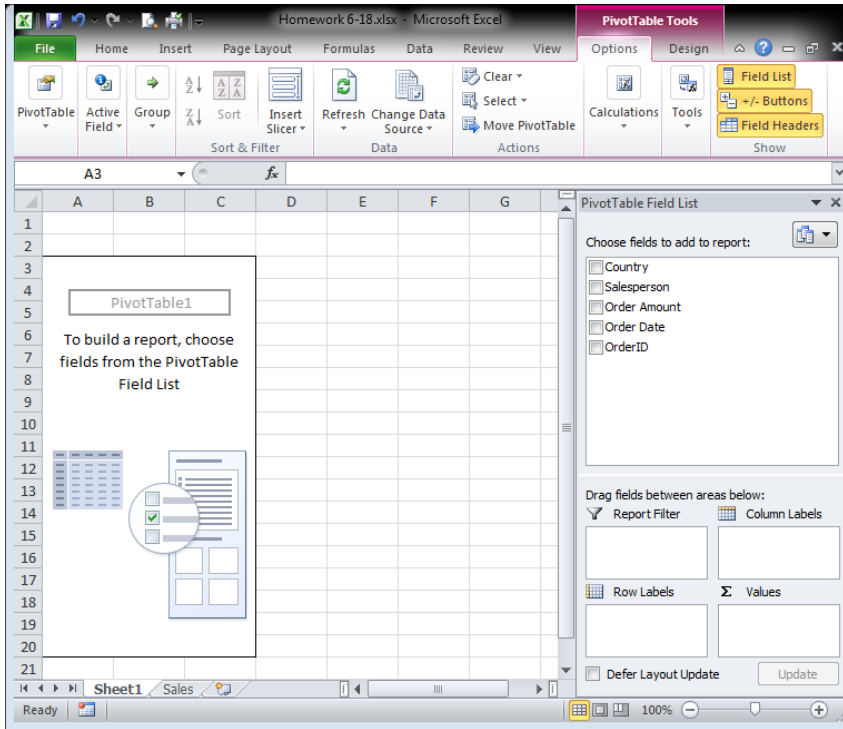 Homework 6-18.xlsx - Microsoft Excel
PivotTable Tools
File Home Insert Page Layout Formulas Data Review View Options Design
PivotTable
Active Field
Group
Sort
Insert Slicer
Sort & Filter
Refresh
Change Data Source
Data
Clear
Select
Move PivotTable
Actions
Calculations
Tools
Field List
+/- Buttons
Field Headers
Show
A3
fx
A B C D E F G
1
2
3
4
5
6
7
8
9
10
11
12
13
14
15
16
17
18
19
20
21
PivotTable1
To build a report, choose
fields from the PivotTable
Field List
PivotTable Field List
Choose fields to add to report:
Country
Salesperson
Order Amount
Order Date
OrderID
Drag fields between areas below:
Report Filter
Column Labels
Row Labels
Σ Values
Defer Layout Update
Update
Sheet1 Sales
Ready
100%